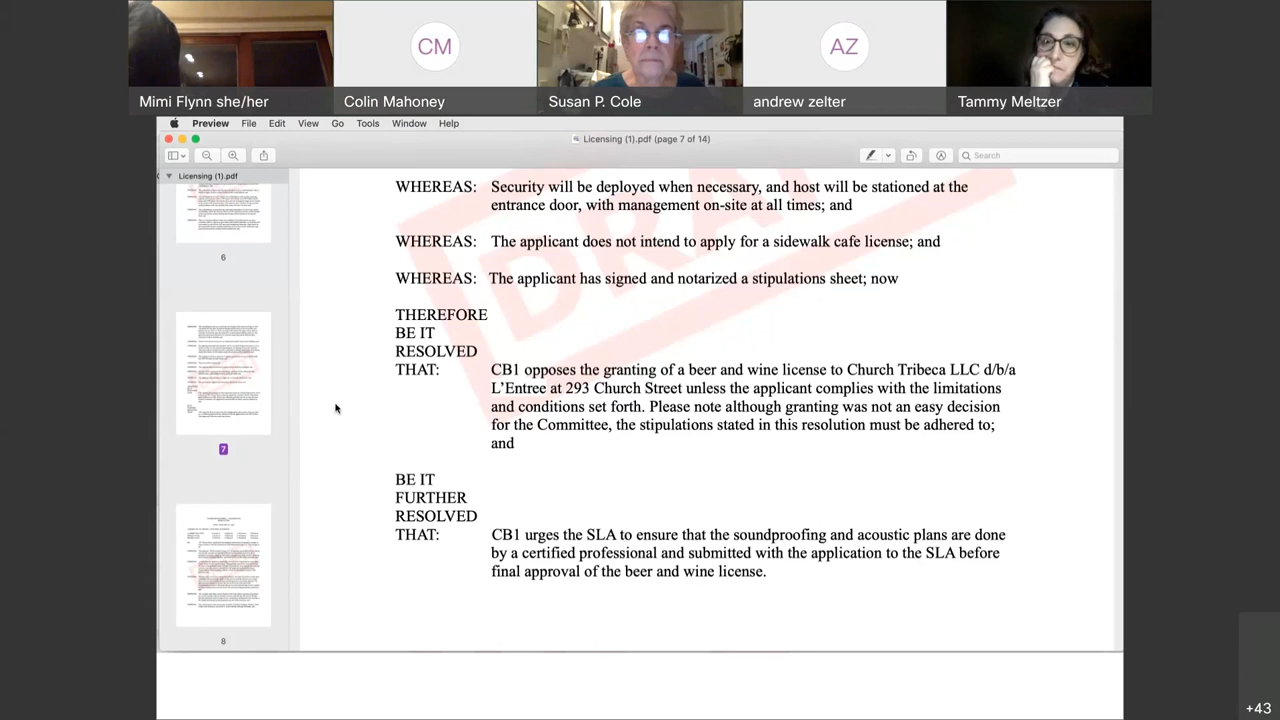 CM
AZ
Mimi Flynn she/her
Colin Mahoney
Susan P. Cole
andrew zelter
Tammy Meltzer
Preview File Edit View Go Tools Window Help
Licensing (1).pdf (page 7 of 14)
Search
Licensing (1).pdf
6
7
8
WHEREAS: Security will be deployed when necessary, and host will be stationed at the
entrance door, with management on-site at all times; and
WHEREAS: The applicant does not intend to apply for a sidewalk cafe license; and
WHEREAS: The applicant has signed and notarized a stipulations sheet; now
THEREFORE
BE IT
RESOLVED
THAT: CB1 opposes the granting of a beer and wine license to Church Tribeca LLC d/b/a
L'Entrecote at 293 Church Street unless the applicant complies with the limitations
and conditions set forth. Please note although granting was not an easy decision
for the Committee, the stipulations stated in this resolution must be adhered to;
and
BE IT
FURTHER
RESOLVED
THAT: CB1 urges the SLA to ensure that the soundproofing and acoustic plans are done
by a certified professional and submitted with the application to the SLA before
full approval of the beer and wine license.
+43